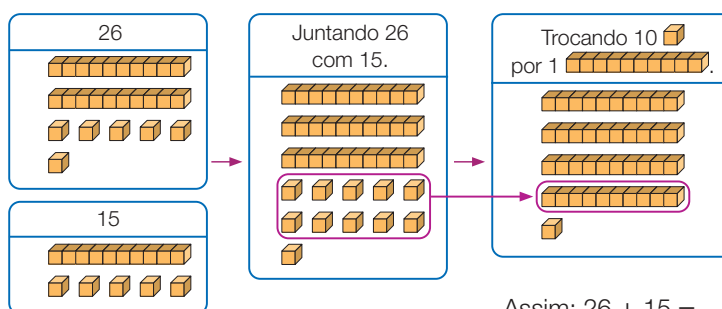 26
15
Juntando 26
com 15.
Trocando 10
por 1 .
Assim: 26 + 15 =